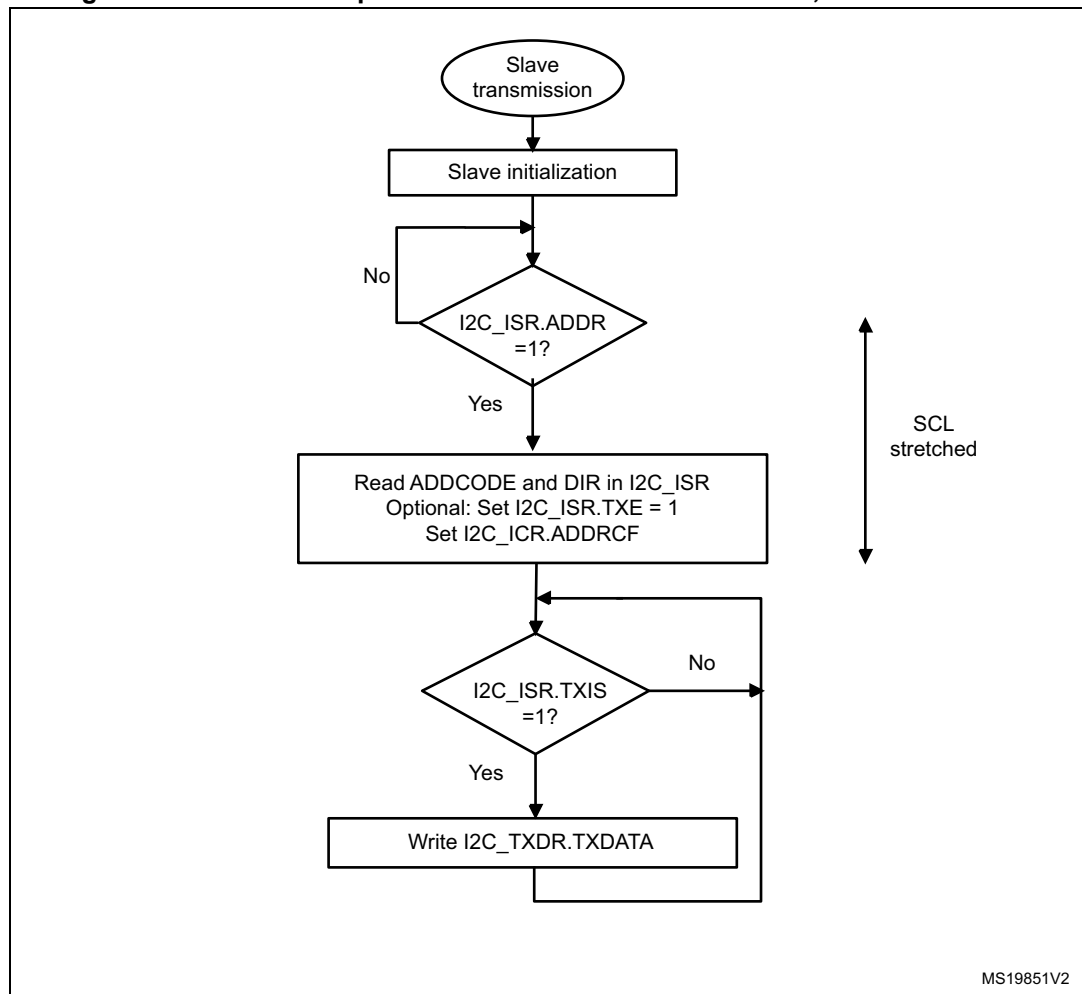 Slave
transmission
Slave initialization
No
I2C_ISR.ADDR
=1?
Yes
SCL
stretched
Read ADDCODE and DIR in I2C_ISR
Optional: Set I2C_ISR.TXE = 1
Set I2C_ICR.ADDRCF
No
I2C_ISR.TXIS
=1?
Yes
Write I2C_TXDR.TXDATA
MS19851V2